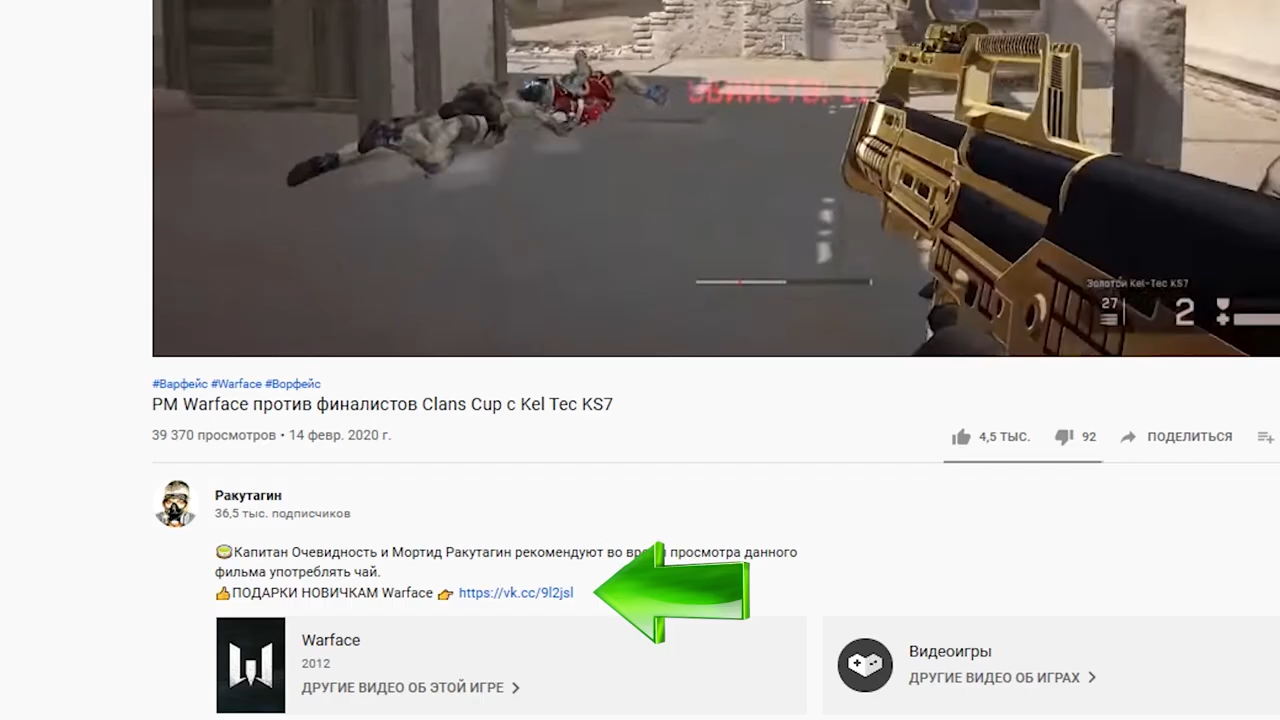 УБИЙСТВ: 11
Золотой Kel-Tec KS7
27
2
#Варфейс #Warface #Ворфейс
РМ Warface против финалистов Clans Cup с Kel Tec KS7
39 370 просмотров • 14 февр. 2020 г.
4,5 ТЫС.
92
ПОДЕЛИТЬСЯ
Ракутагин
36,5 тыс. подписчиков
Капитан Очевидность и Мортид Ракутагин рекомендуют во просмотра данного
фильма употреблять чай.
ПОДАРКИ НОВИЧКАМ Warface https://vk.cc/9l2jsl
Warface
2012
ДРУГИЕ ВИДЕО ОБ ЭТОЙ ИГРЕ
Видеоигры
ДРУГИЕ ВИДЕО ОБ ИГРАХ